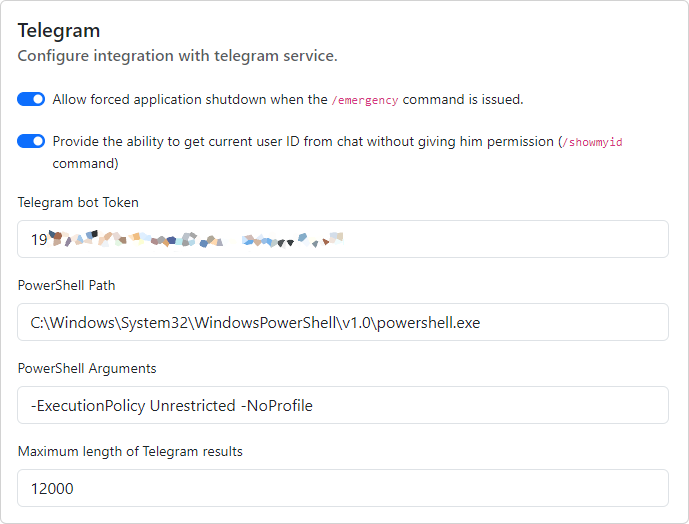 Telegram
Configure integration with telegram service.
Allow forced application shutdown when the /emergency command is issued.
Provide the ability to get current user ID from chat without giving him permission (/showmyid
command)
Telegram bot Token
19
PowerShell Path
C:\Windows\System32\WindowsPowerShell\v1.0\powershell.exe
PowerShell Arguments
-ExecutionPolicy Unrestricted -NoProfile
Maximum length of Telegram results
12000